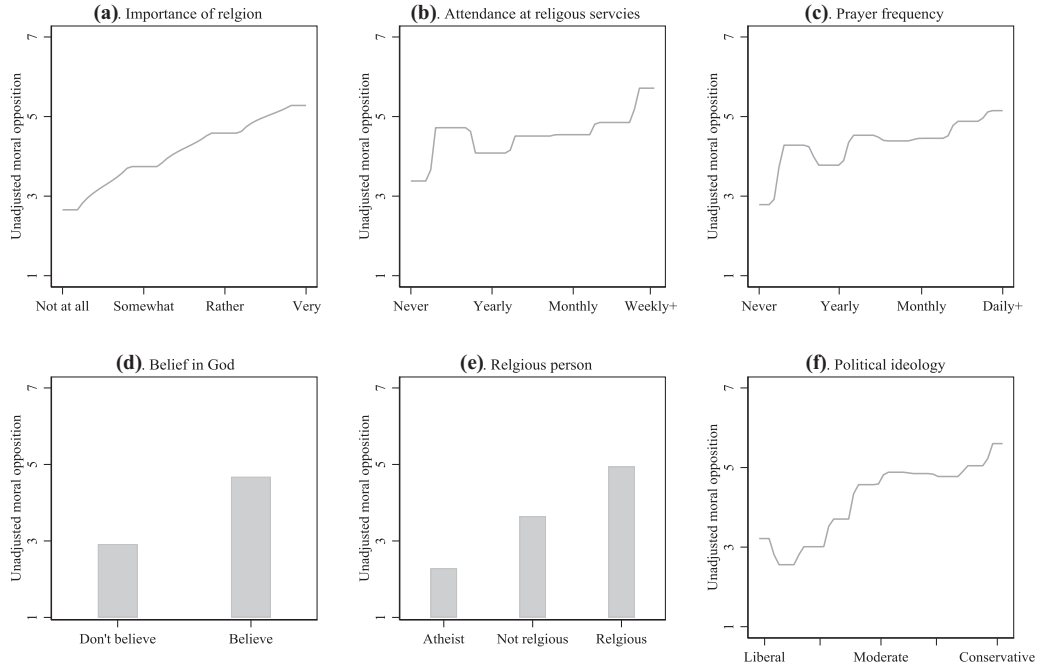 (a). Importance of relgion
Unadjusted moral opposition
7
5
3
1
Not at all Somewhat Rather Very
(b). Attendance at religous servcies
Unadjusted moral opposition
7
5
3
1
Never Yearly Monthly Weekly+
(c). Prayer frequency
Unadjusted moral opposition
7
5
3
1
Never Yearly Monthly Daily+
(d). Belief in God
Unadjusted moral opposition
7
5
3
1
Don't believe Believe
(e). Relgious person
Unadjusted moral opposition
7
5
3
1
Atheist Not relgious Relgious
(f). Political ideology
Unadjusted moral opposition
7
5
3
1
Liberal Moderate Conservative